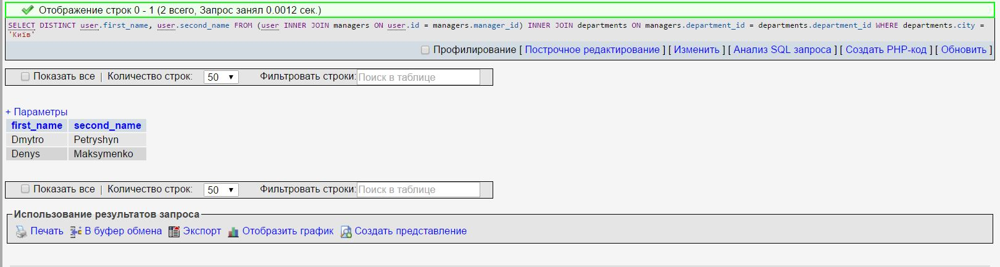 Отображение строк 0 - 1 (2 всего, Запрос занял 0.0012 сек.)
SELECT DISTINCT user.first_name, user.second_name FROM (user INNER JOIN managers ON user.id = managers.manager_id) INNER JOIN departments ON managers.department_id = departments.department_id WHERE departments.city =
'Київ'
Профилирование [ Построчное редактирование ] [ Изменить ] [ Анализ SQL запроса ] [ Создать PHP-код ] [ Обновить ]
Показать все | Количество строк: 50 Фильтровать строки: Поиск в таблице
+ Параметры
first_name second_name
Dmytro Petryshyn
Denys Maksymenko
Показать все | Количество строк: 50 Фильтровать строки: Поиск в таблице
Использование результатов запроса
Печать В буфер обмена Экспорт Отобразить график Создать представление